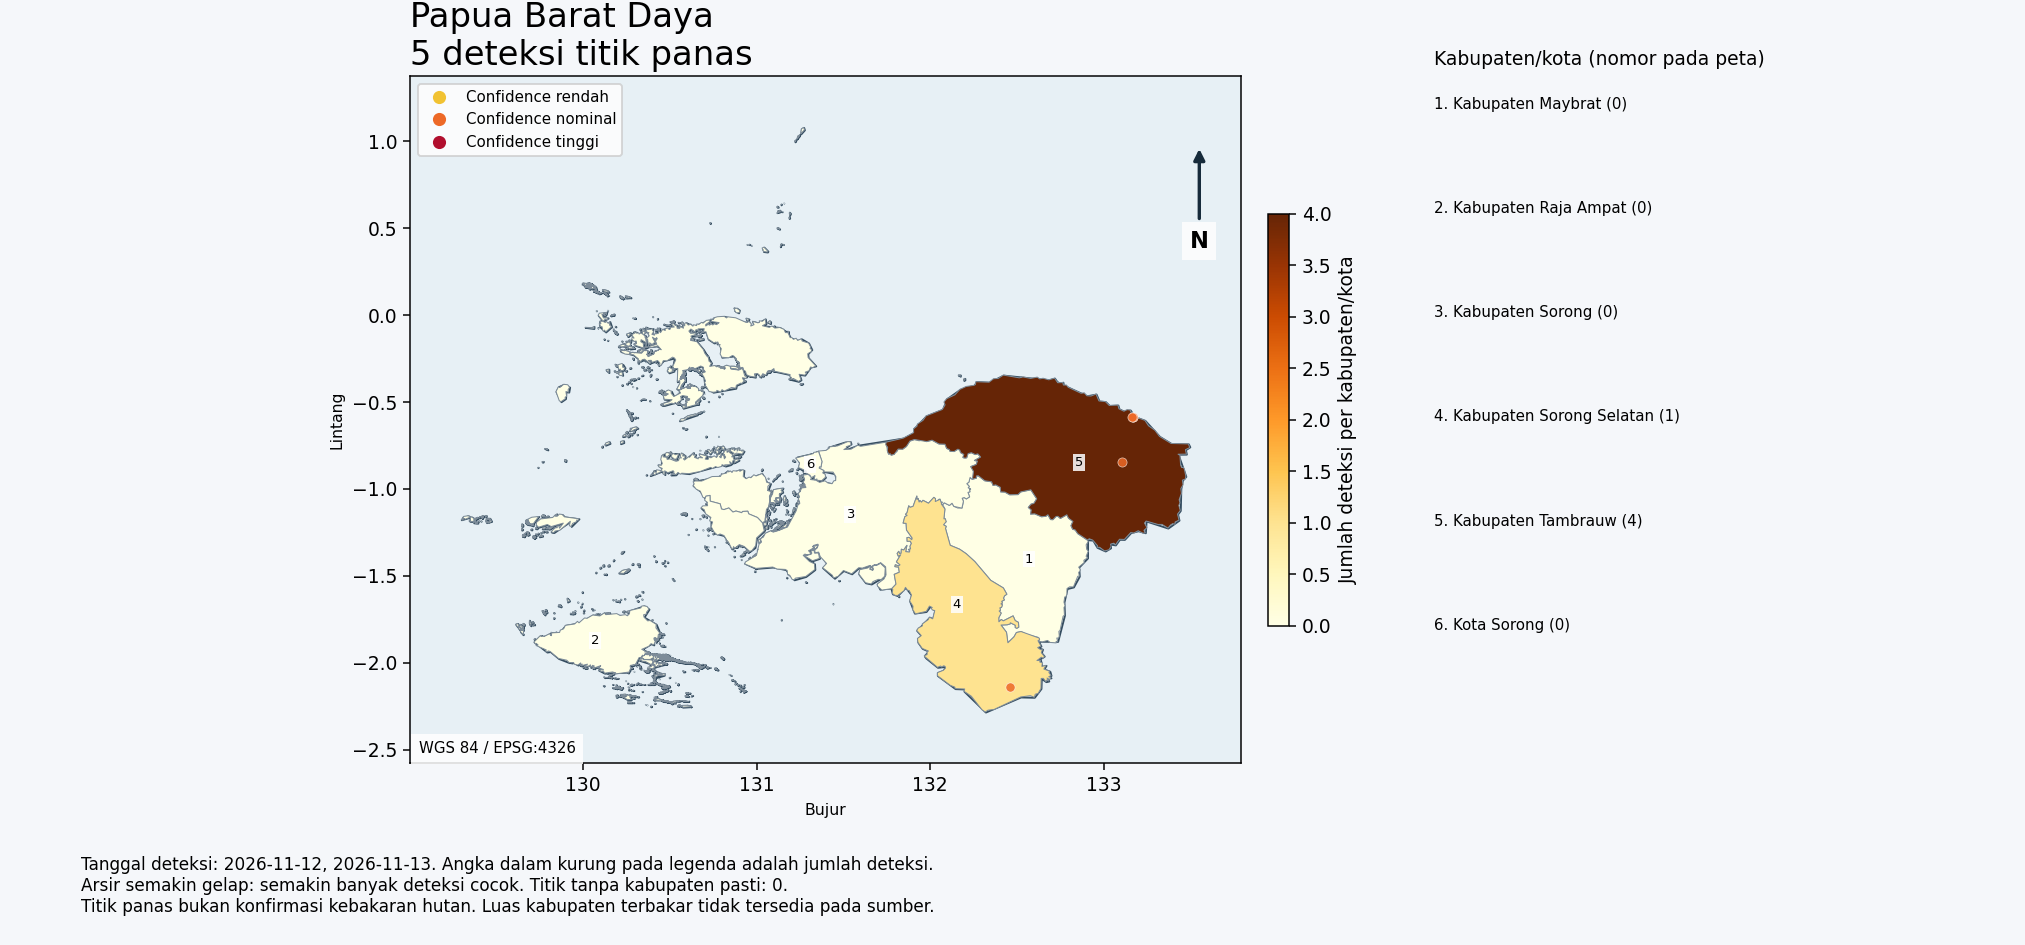 Papua Barat Daya
5 deteksi titik panas
Confidence rendah
Confidence nominal
Confidence tinggi
1.0
0.5
0.0
−0.5
−1.0
−1.5
−2.0
−2.5
Lintang
130
131
132
133
Bujur
N
1
2
3
4
5
6
WGS 84 / EPSG:4326
4.0
3.5
3.0
2.5
2.0
1.5
1.0
0.5
0.0
Jumlah deteksi per kabupaten/kota
Kabupaten/kota (nomor pada peta)
1. Kabupaten Maybrat (0)
2. Kabupaten Raja Ampat (0)
3. Kabupaten Sorong (0)
4. Kabupaten Sorong Selatan (1)
5. Kabupaten Tambrauw (4)
6. Kota Sorong (0)
Tanggal deteksi: 2026-11-12, 2026-11-13. Angka dalam kurung pada legenda adalah jumlah deteksi.
Arsir semakin gelap: semakin banyak deteksi cocok. Titik tanpa kabupaten pasti: 0.
Titik panas bukan konfirmasi kebakaran hutan. Luas kabupaten terbakar tidak tersedia pada sumber.